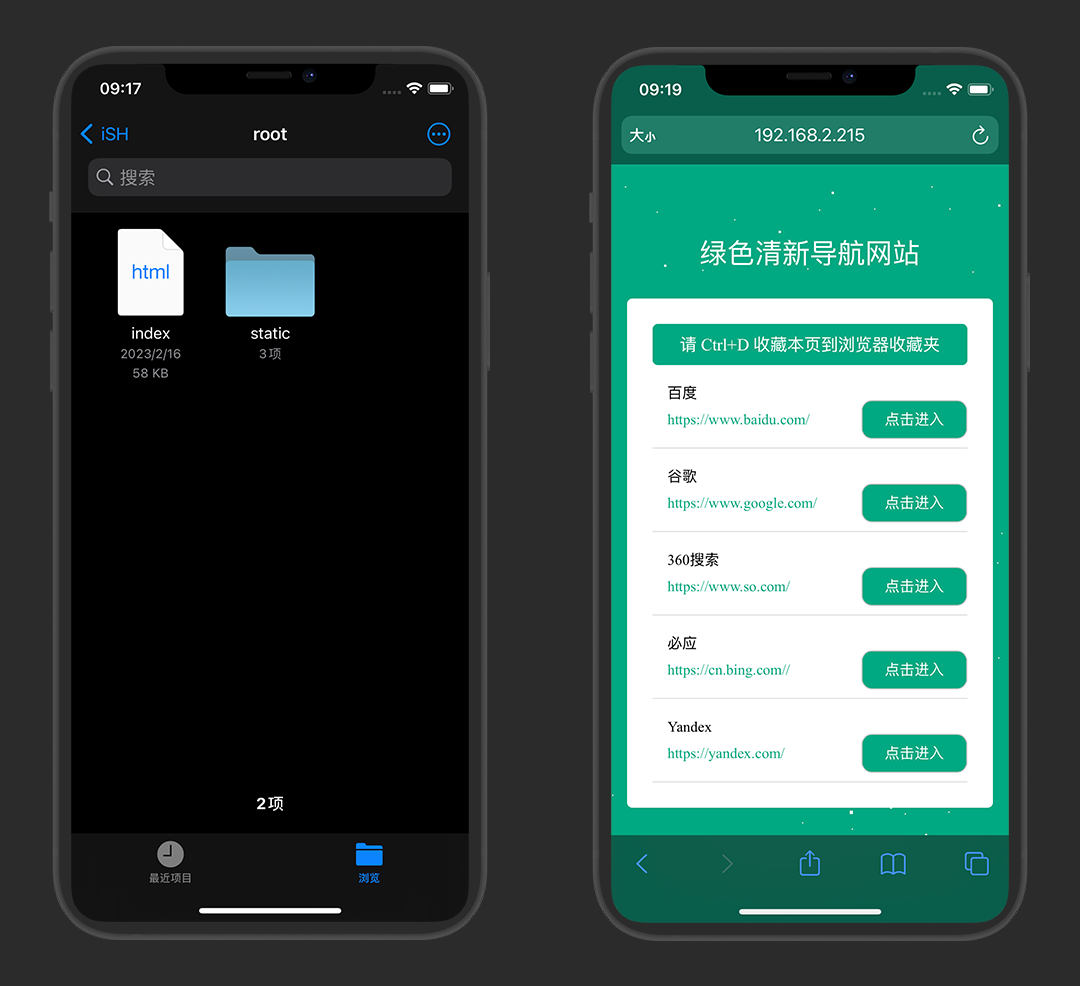 09:17
iSH
root
搜索
html
index
2023/2/16
58 KB
static
3项
2项
最近项目
浏览
09:19
大小
192.168.2.215
绿色清新导航网站
请 Ctrl+D 收藏本页到浏览器收藏夹
百度
https://www.baidu.com/
点击进入
谷歌
https://www.google.com/
点击进入
360搜索
https://www.so.com/
点击进入
必应
https://cn.bing.com//
点击进入
Yandex
https://yandex.com/
点击进入